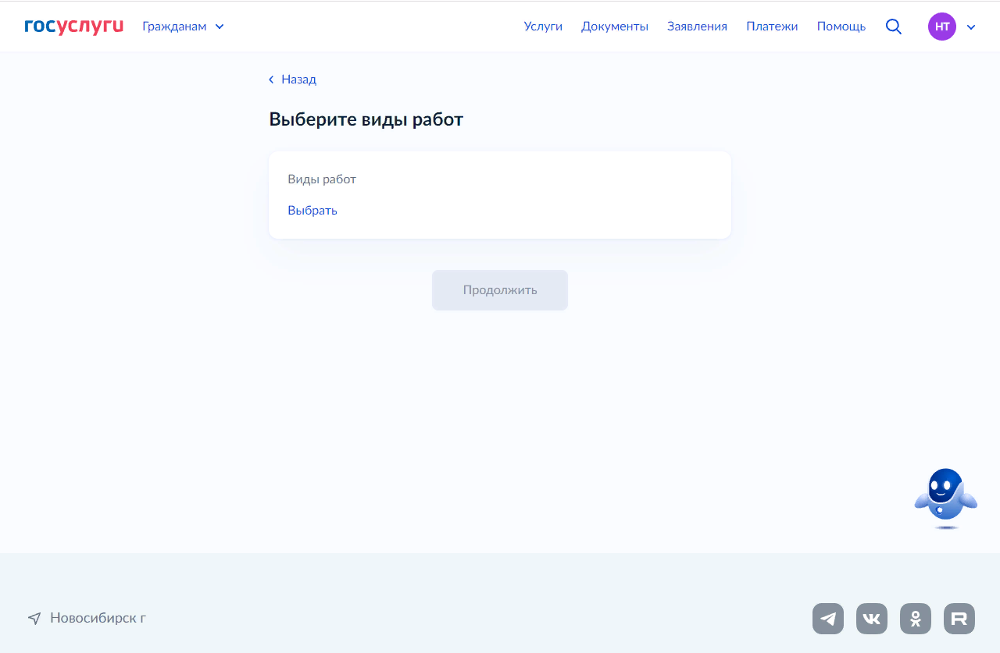 госуслуги Гражданам Услуги Документы Заявления Платежи Помощь НТ
Назад
Выберите виды работ
Виды работ
Выбрать
Продолжить
Новосибирск г